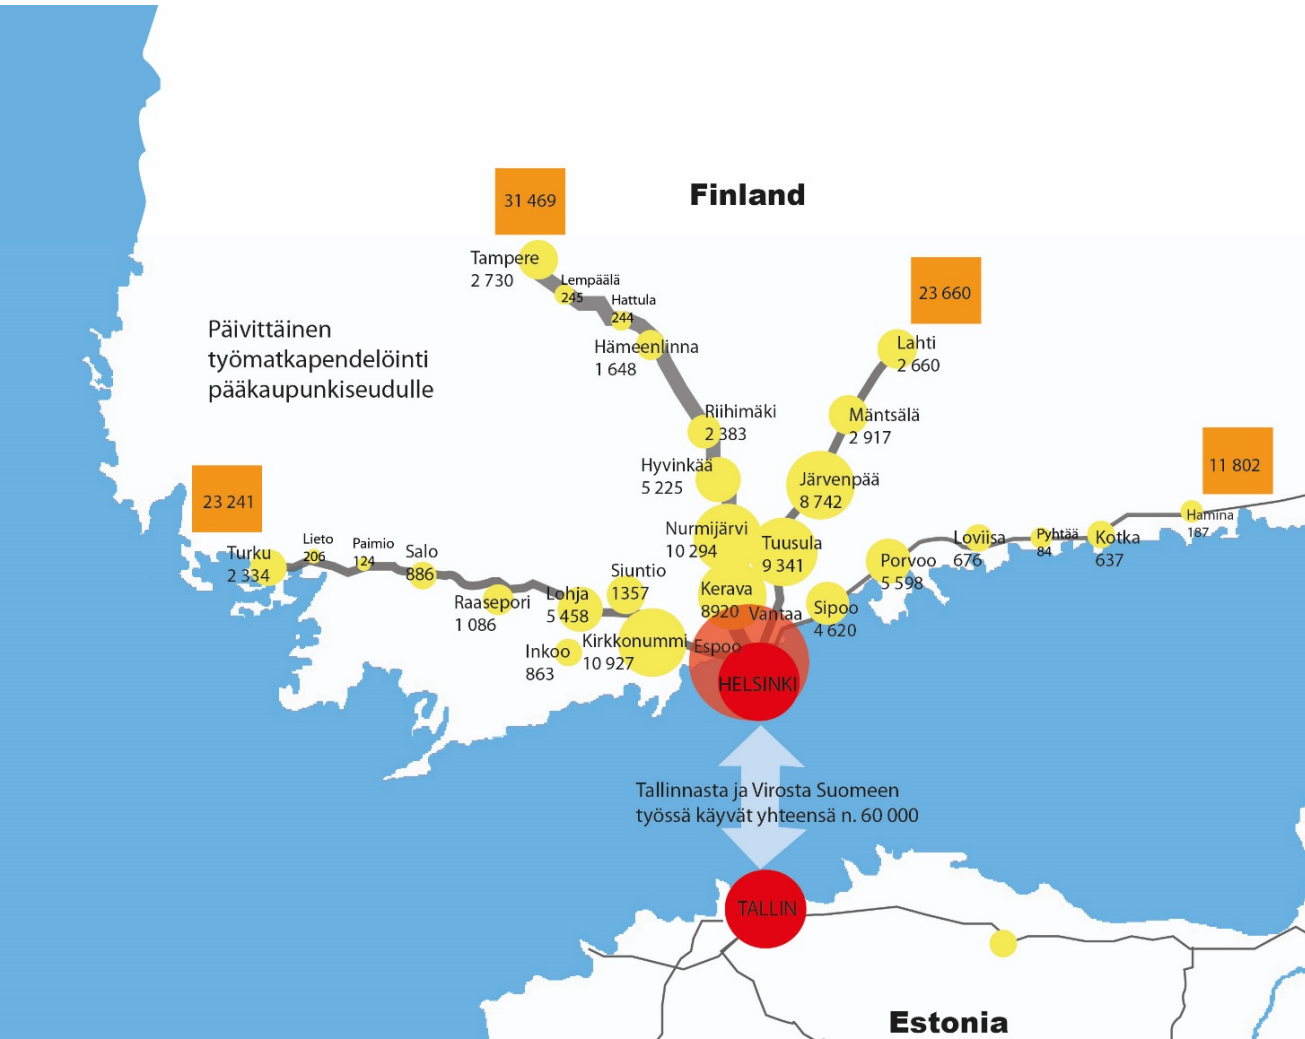 Finland
31 469
Tampere
2 730
Lempäälä
245
Hattula
244
Hämeenlinna
1 648
23 660
Lahti
2 660
Päivittäinen
työmatkapendelöinti
pääkaupunkiseudulle
Riihimäki
2 383
Mäntsälä
2 917
Hyvinkää
5 225
Järvenpää
8 742
11 802
Hamina
187
23 241
Turku
2 334
Lieto
206
Paimio
124
Salo
886
Raasepori
1 086
Lohja
5 458
Siuntio
1357
Inkoo
863
Kirkkonummi
10 927
Nurmijärvi
10 294
Tuusula
9 341
Kerava
8920
Vantaa
Espoo
HELSINKI
Sipoo
4 620
Porvoo
5 598
Loviisa
676
Pyhtää
84
Kotka
637
Tallinnasta ja Virosta Suomeen
työssä käyvät yhteensä n. 60 000
TALLIN
Estonia